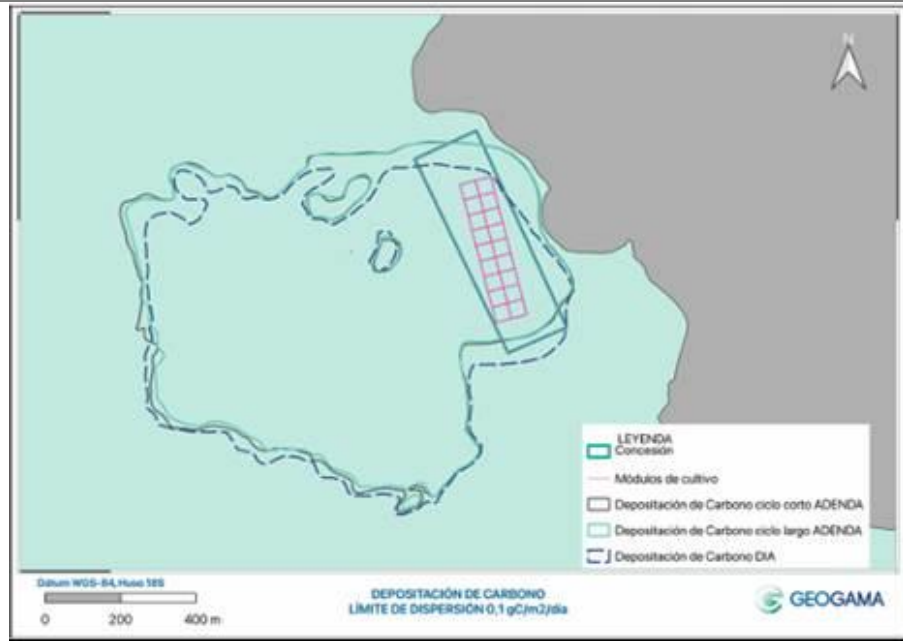 N
LEYENDA
Concesión
Módulos de cultivo
Depositación de Carbono ciclo corto ADENDA
Depositación de Carbono ciclo largo ADENDA
Depositación de Carbono DIA
Dátum WGS-84, Huso 18S
0 200 400 m
DEPOSITACIÓN DE CARBONO
LÍMITE DE DISPERSIÓN 0,1 gC/m2/día
GEOGAMA